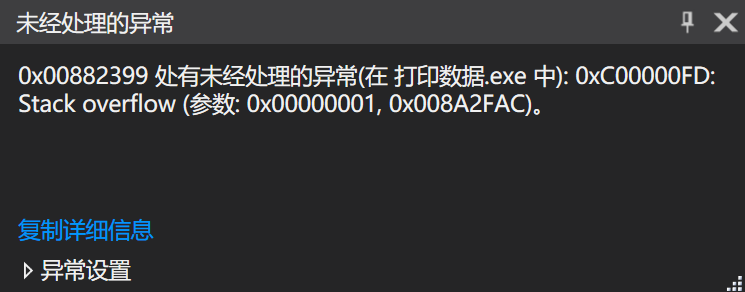 未经处理的异常
0x00882399 处有未经处理的异常(在 打印数据.exe 中): 0xC00000FD:
Stack overflow (参数: 0x00000001, 0x008A2FAC)。
复制详细信息
异常设置